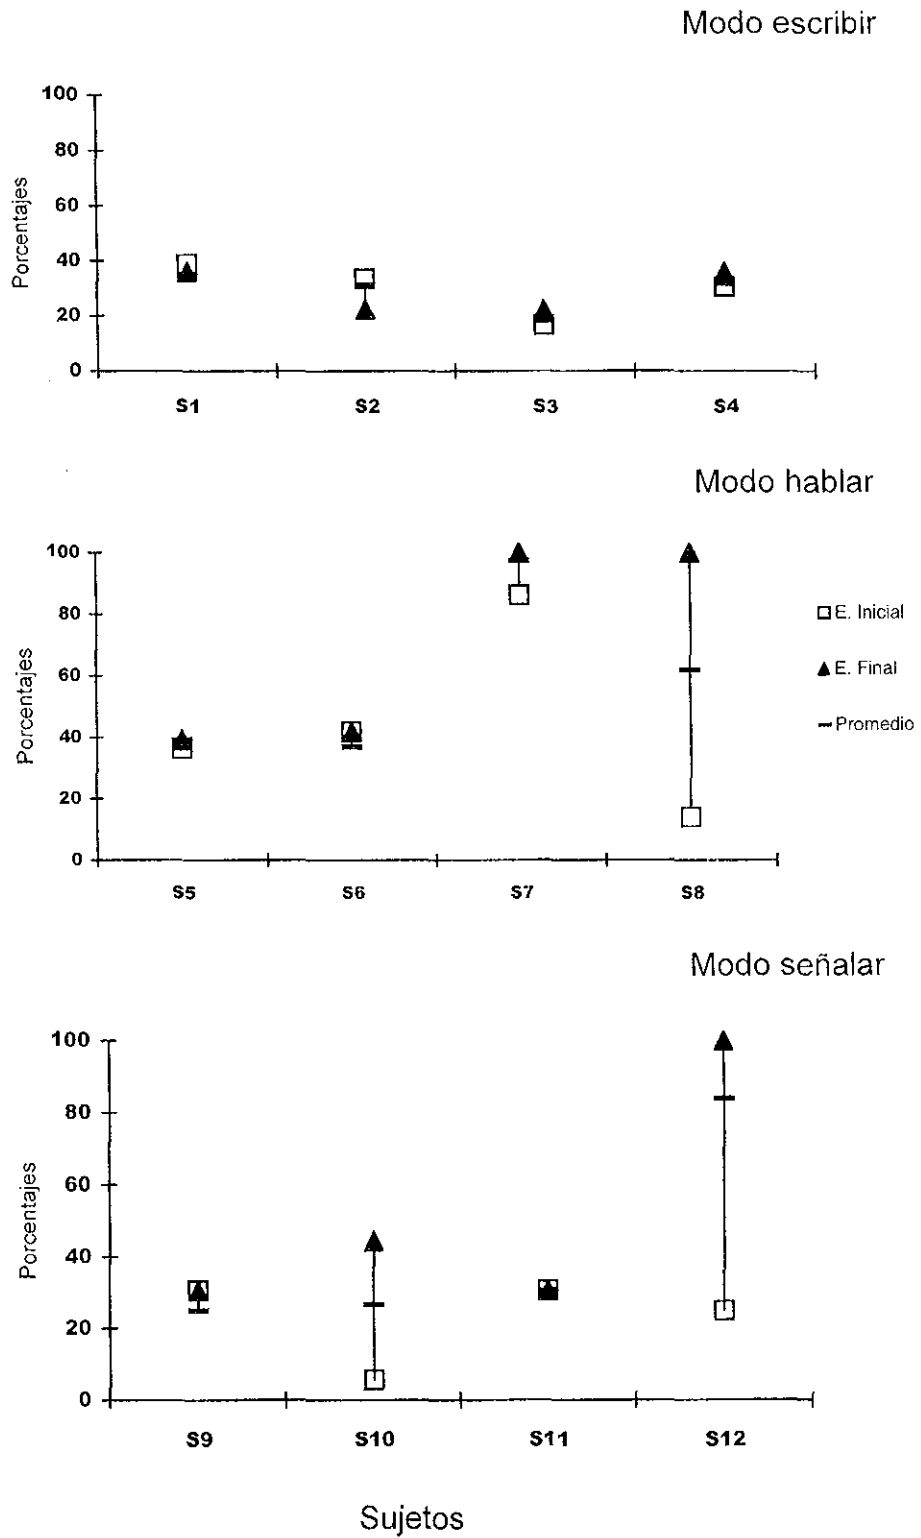 Modo escribir
Porcentajes
100
80
60
40
20
0
S1 S2 S3 S4
Modo hablar
Porcentajes
100
80
60
40
20
0
S5 S6 S7 S8
E. Inicial
E. Final
Promedio
Modo señalar
Porcentajes
100
80
60
40
20
0
S9 S10 S11 S12
Sujetos